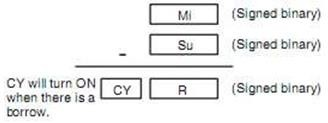 Mi (Signed binary)
Su (Signed binary)
–
CY will turn ON
when there is a
borrow.
CY R (Signed binary)